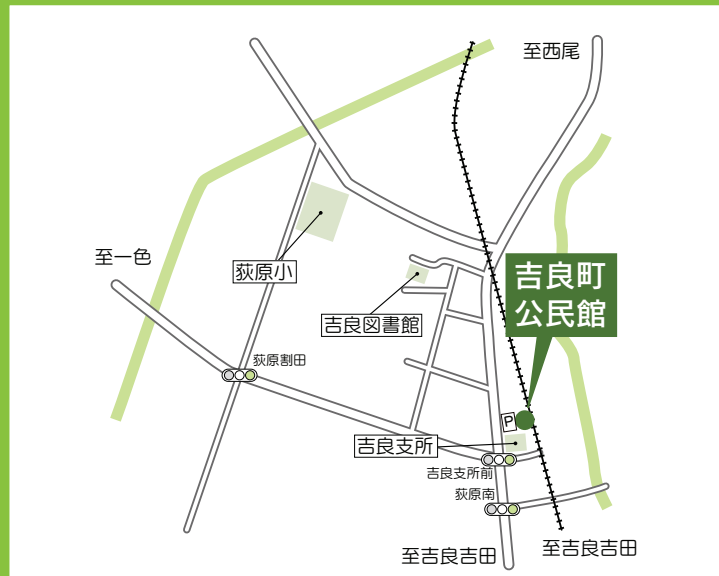 至西尾
至一色
荻原小
吉良町
公民館
吉良図書館
荻原割田
P
吉良支所
吉良支所前
荻原南
至吉良吉田
至吉良吉田